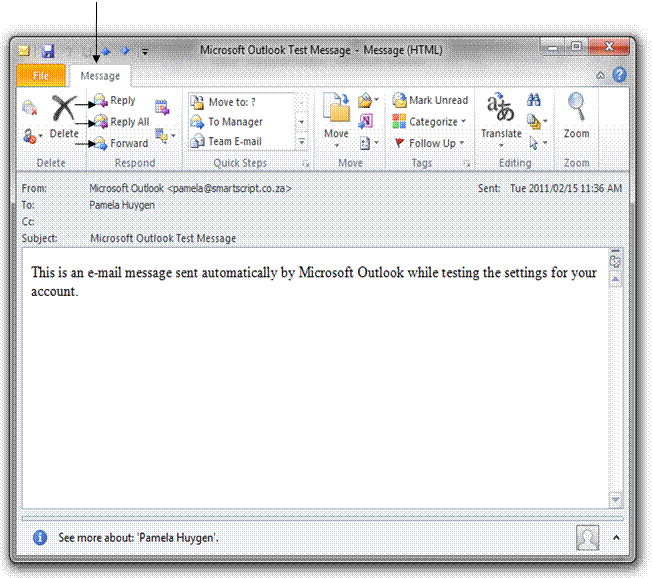 Microsoft Outlook Test Message - Message (HTML)
File Message
Reply
Reply All
Forward
Delete
Delete
Respond
Move to: ?
To Manager
Team E-mail
Quick Steps
Move
Move
Mark Unread
Categorize
Follow Up
Tags
Translate
Editing
Zoom
Zoom
From: Microsoft Outlook <pamela@smartscript.co.za>
Sent: Tue 2011/02/15 11:36 AM
To: Pamela Huygen
Cc:
Subject: Microsoft Outlook Test Message
This is an e-mail message sent automatically by Microsoft Outlook while testing the settings for your
account.
See more about: 'Pamela Huygen'.